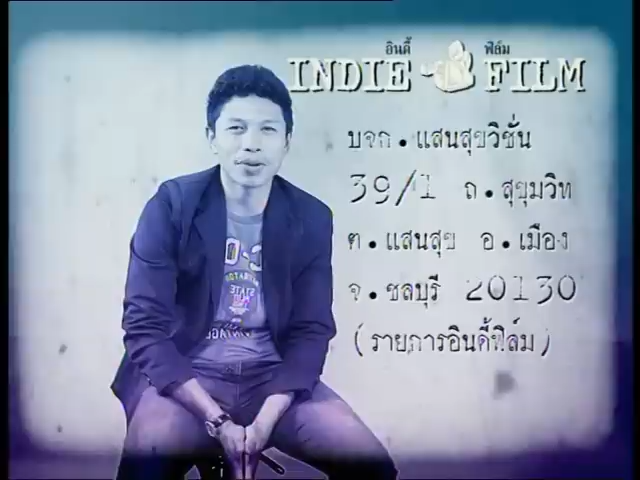 อินดี้ ฟิล์ม
INDIE FILM
บจก. แสนสุขวิชั่น
39/1 ถ. สุขุมวิท
ต. แสนสุข อ. เมือง
จ. ชลบุรี 20130
(รายการอินดี้ฟิล์ม)
STATE